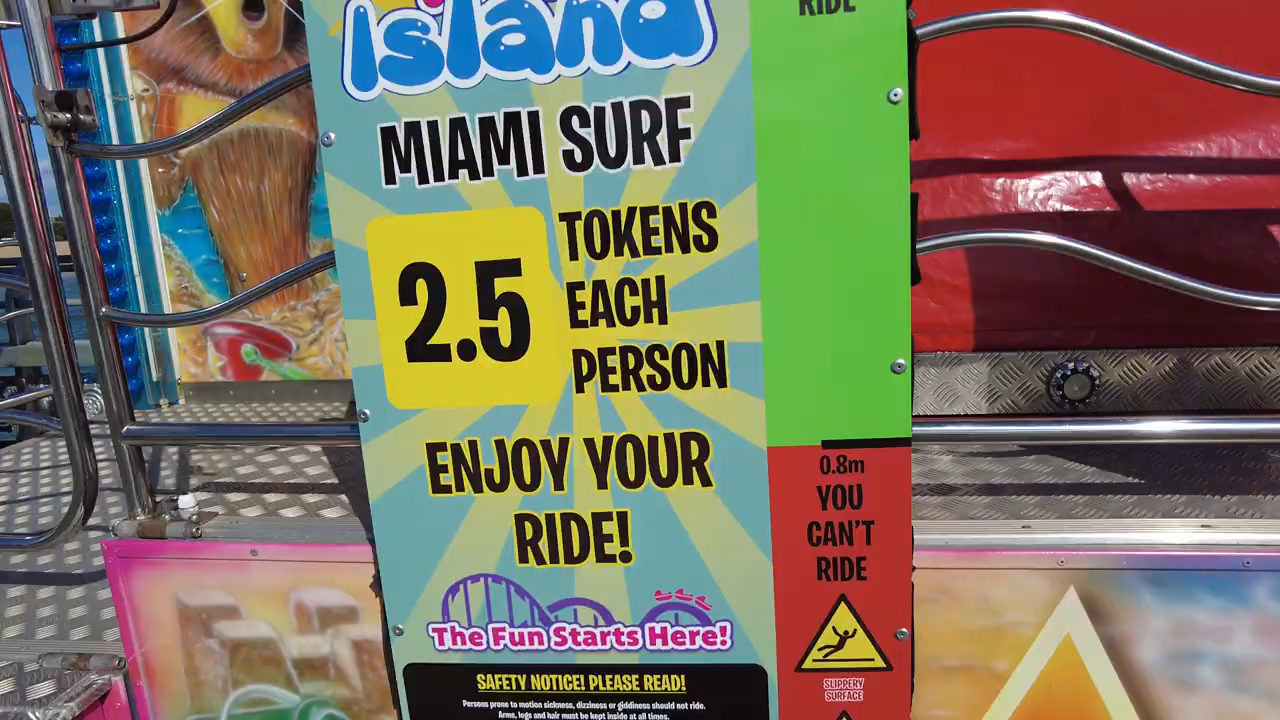 Island
RIDE
MIAMI SURF
2.5
TOKENS
EACH
PERSON
ENJOY YOUR
RIDE!
The Fun Starts Here!
0.8m
YOU
CAN'T
RIDE
SLIPPERY
SURFACE
SAFETY NOTICE! PLEASE READ!
Persons prone to motion sickness, dizziness or giddiness should not ride.
Arms, legs and hair must be kept inside at all times.